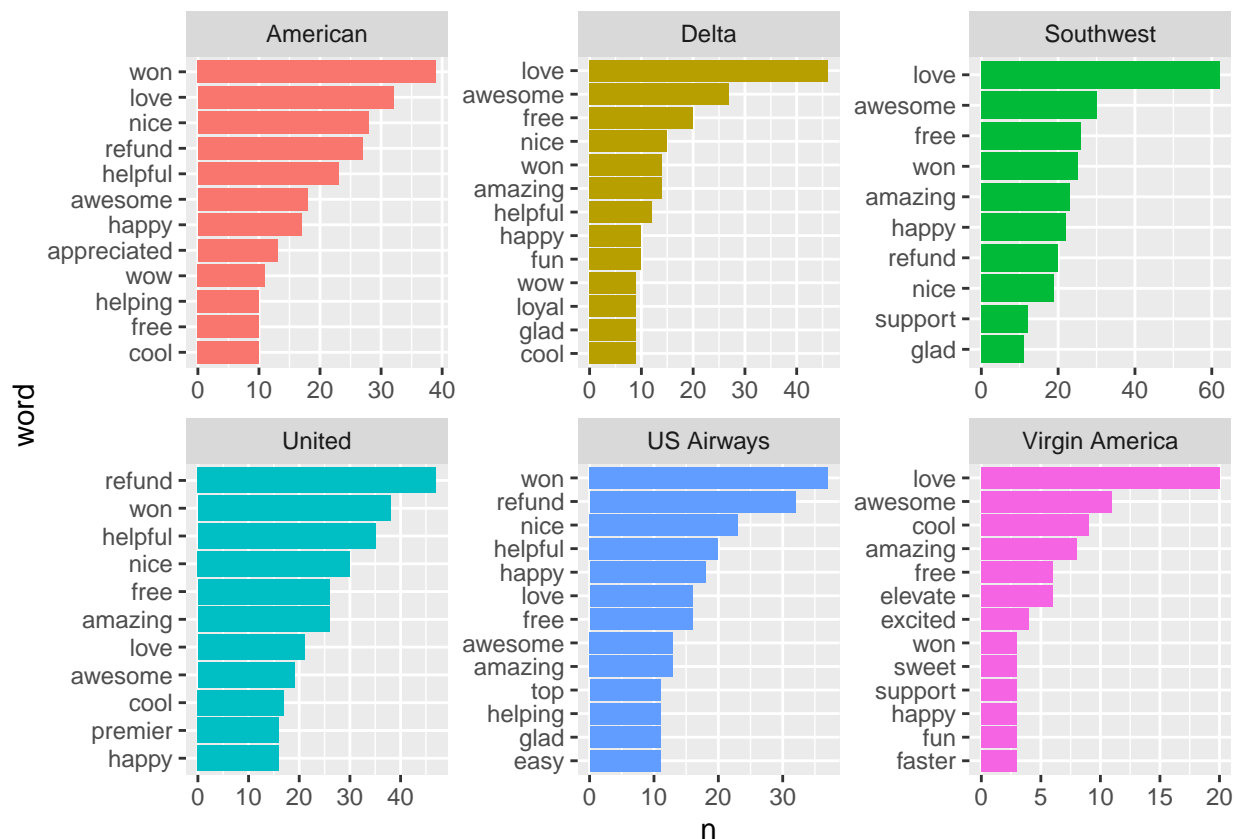 American
won
love
nice
refund
helpful
awesome
happy
appreciated
wow
helping
free
cool
0 10 20 30 40
Delta
love
awesome
free
nice
won
amazing
helpful
happy
fun
wow
loyal
glad
cool
0 10 20 30 40
Southwest
love
awesome
free
won
amazing
happy
refund
nice
support
glad
0 20 40 60
United
refund
won
helpful
nice
free
amazing
love
awesome
cool
premier
happy
0 10 20 30 40
US Airways
won
refund
nice
helpful
happy
love
free
awesome
amazing
top
helping
glad
easy
0 10 20 30
Virgin America
love
awesome
cool
amazing
free
elevate
excited
won
sweet
support
happy
fun
faster
0 5 10 15 20
word
n